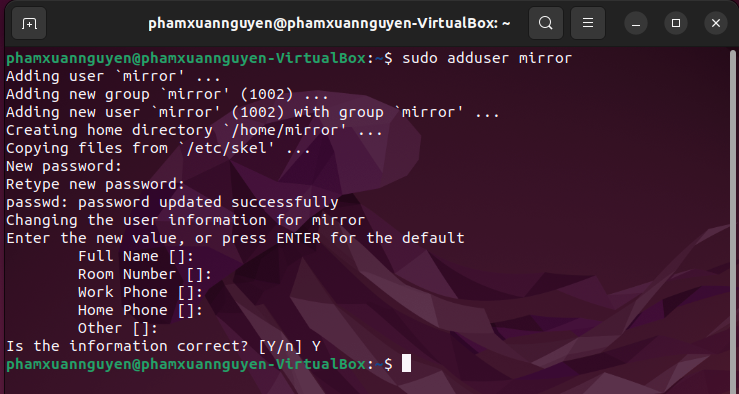 phamxuannguyen@phamxuannguyen-VirtualBox: ~
phamxuannguyen@phamxuannguyen-VirtualBox:~$ sudo adduser mirror
Adding user `mirror' ...
Adding new group `mirror' (1002) ...
Adding new user `mirror' (1002) with group `mirror' ...
Creating home directory `/home/mirror' ...
Copying files from `/etc/skel' ...
New password:
Retype new password:
passwd: password updated successfully
Changing the user information for mirror
Enter the new value, or press ENTER for the default
        Full Name []:
        Room Number []:
        Work Phone []:
        Home Phone []:
        Other []:
Is the information correct? [Y/n] Y
phamxuannguyen@phamxuannguyen-VirtualBox:~$